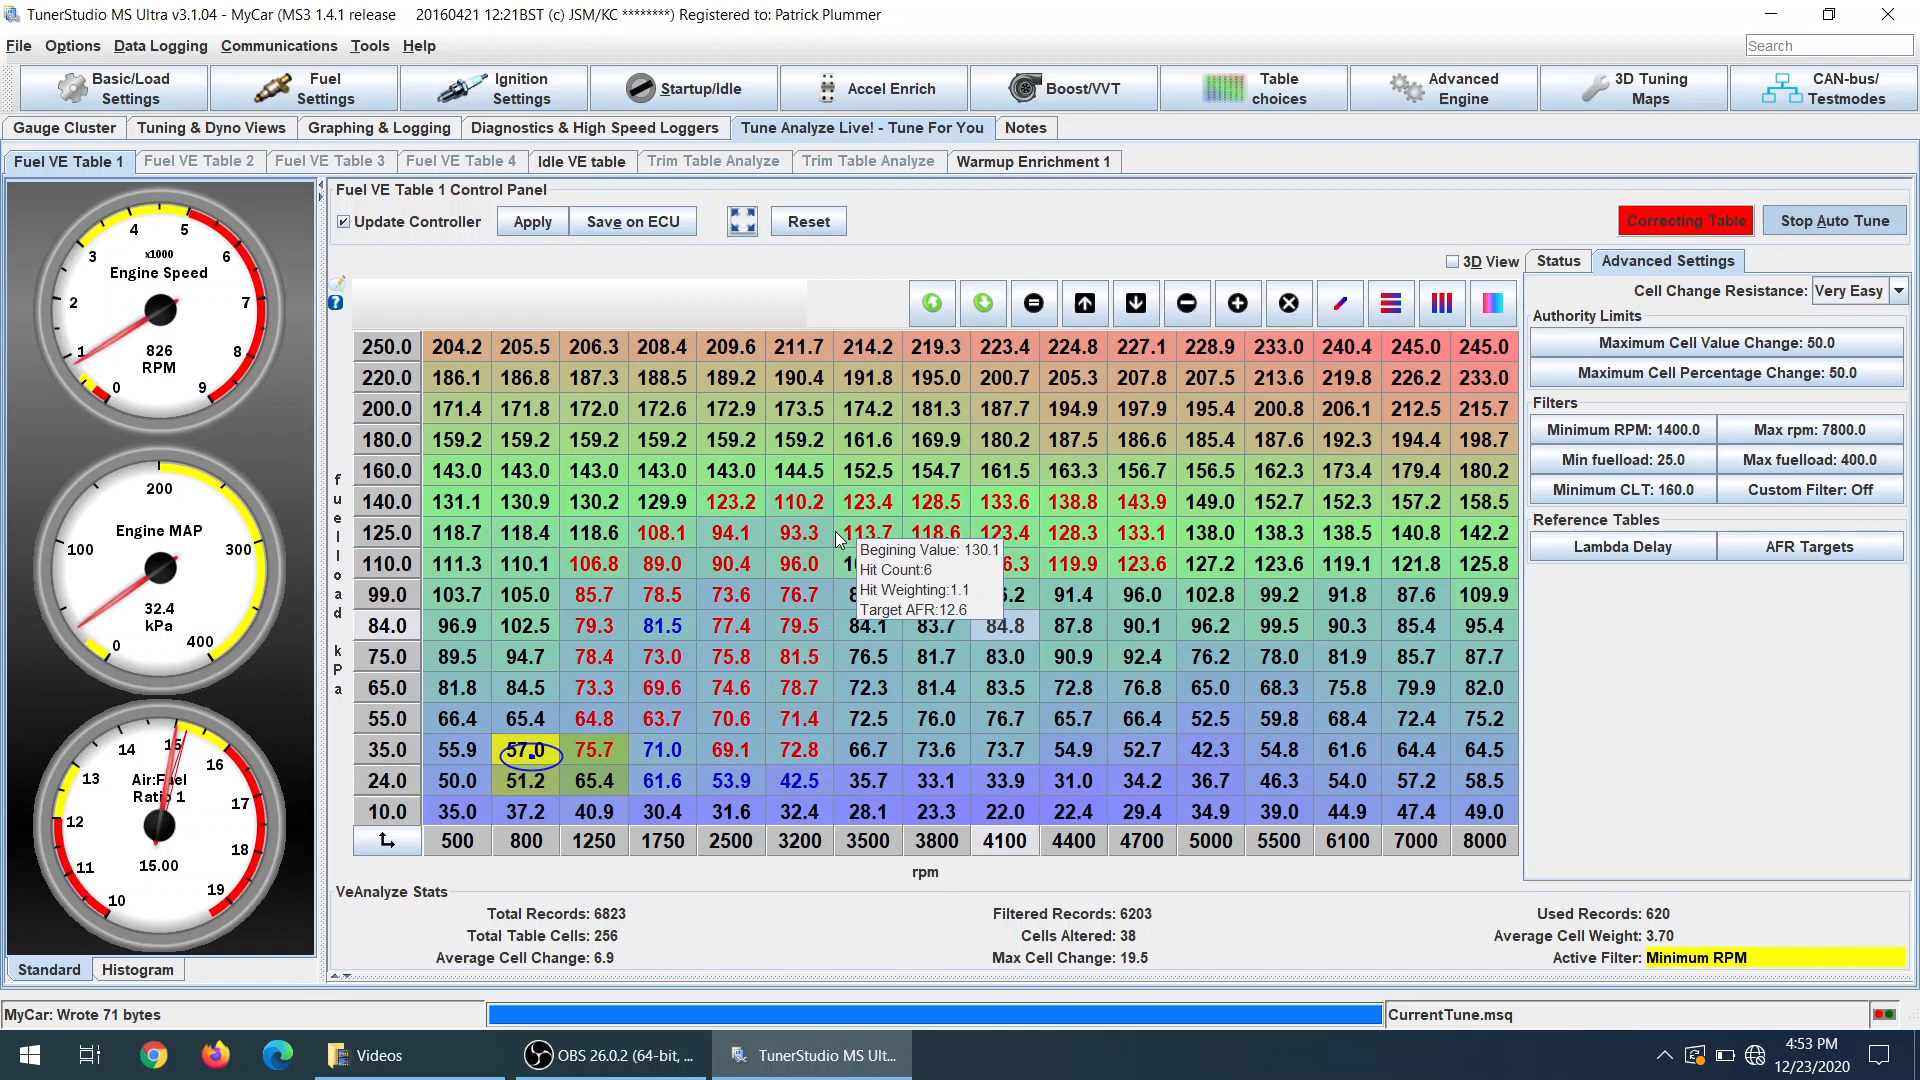 TunerStudio MS Ultra v3.1.04 - MyCar (MS3 1.4.1 release 20160421 12:21BST (c) JSM/KC ********) Registered to: Patrick Plummer
File Options Data Logging Communications Tools Help
Search
Basic/Load Settings
Fuel Settings
Ignition Settings
Startup/Idle
Accel Enrich
Boost/VVT
Table choices
Advanced Engine
3D Tuning Maps
CAN-bus/ Testmodes
Gauge Cluster Tuning & Dyno Views Graphing & Logging Diagnostics & High Speed Loggers Tune Analyze Live! - Tune For You Notes
Fuel VE Table 1 Fuel VE Table 2 Fuel VE Table 3 Fuel VE Table 4 Idle VE table Trim Table Analyze Trim Table Analyze Warmup Enrichment 1
0 1 2 3 4 5 6 7 8 9
x1000
Engine Speed
826
RPM
0 100 200 300 400
Engine MAP
32.4
kPa
10 11 12 13 14 15 16 17 18 19
Air:Fuel
Ratio 1
15.00
Standard Histogram
Fuel VE Table 1 Control Panel
Update Controller Apply Save on ECU Reset
Correcting Table Stop Auto Tune
3D View
Status Advanced Settings
fuelload kPa
250.0 204.2 205.5 206.3 208.4 209.6 211.7 214.2 219.3 223.4 224.8 227.1 228.9 233.0 240.4 245.0 245.0
220.0 186.1 186.8 187.3 188.5 189.2 190.4 191.8 195.0 200.7 205.3 207.8 207.5 213.6 219.8 226.2 233.0
200.0 171.4 171.8 172.0 172.6 172.9 173.5 174.2 181.3 187.7 194.9 197.9 195.4 200.8 206.1 212.5 215.7
180.0 159.2 159.2 159.2 159.2 159.2 159.2 161.6 169.9 180.2 187.5 186.6 185.4 187.6 192.3 194.4 198.7
160.0 143.0 143.0 143.0 143.0 143.0 144.5 152.5 154.7 161.5 163.3 156.7 156.5 162.3 173.4 179.4 180.2
140.0 131.1 130.9 130.2 129.9 123.2 110.2 123.4 128.5 133.6 138.8 143.9 149.0 152.7 152.3 157.2 158.5
125.0 118.7 118.4 118.6 108.1 94.1 93.3 113.7 118.6 123.4 128.3 133.1 138.0 138.3 138.5 140.8 142.2
110.0 111.3 110.1 106.8 89.0 90.4 96.0 119.9 123.6 127.2 123.6 119.1 121.8 125.8
99.0 103.7 105.0 85.7 78.5 73.6 76.7 91.4 96.0 102.8 99.2 91.8 87.6 109.9
84.0 96.9 102.5 79.3 81.5 77.4 79.5 84.1 83.7 84.8 87.8 90.1 96.2 99.5 90.3 85.4 95.4
75.0 89.5 94.7 78.4 73.0 75.8 81.5 76.5 81.7 83.0 90.9 92.4 76.2 78.0 81.9 85.7 87.7
65.0 81.8 84.5 73.3 69.6 74.6 78.7 72.3 81.4 83.5 72.8 76.8 65.0 68.3 75.8 79.9 82.0
55.0 66.4 65.4 64.8 63.7 70.6 71.4 72.5 76.0 76.7 65.7 66.4 52.5 59.8 68.4 72.4 75.2
35.0 55.9 57.0 75.7 71.0 69.1 72.8 66.7 73.6 73.7 54.9 52.7 42.3 54.8 61.6 64.4 64.5
24.0 50.0 51.2 65.4 61.6 53.9 42.5 35.7 33.1 33.9 31.0 34.2 36.7 46.3 54.0 57.2 58.5
10.0 35.0 37.2 40.9 30.4 31.6 32.4 28.1 23.3 22.0 22.4 29.4 34.9 39.0 44.9 47.4 49.0
500 800 1250 1750 2500 3200 3500 3800 4100 4400 4700 5000 5500 6100 7000 8000
rpm
Begining Value: 130.1
Hit Count:6
Hit Weighting:1.1
Target AFR:12.6
Cell Change Resistance: Very Easy
Authority Limits
Maximum Cell Value Change: 50.0
Maximum Cell Percentage Change: 50.0
Filters
Minimum RPM: 1400.0 Max rpm: 7800.0
Min fuelload: 25.0 Max fuelload: 400.0
Minimum CLT: 160.0 Custom Filter: Off
Reference Tables
Lambda Delay AFR Targets
VeAnalyze Stats
Total Records: 6823 Filtered Records: 6203 Used Records: 620
Total Table Cells: 256 Cells Altered: 38 Average Cell Weight: 3.70
Average Cell Change: 6.9 Max Cell Change: 19.5 Active Filter: Minimum RPM
MyCar: Wrote 71 bytes CurrentTune.msq
Videos OBS 26.0.2 (64-bit, ... TunerStudio MS Ult...
4:53 PM
12/23/2020